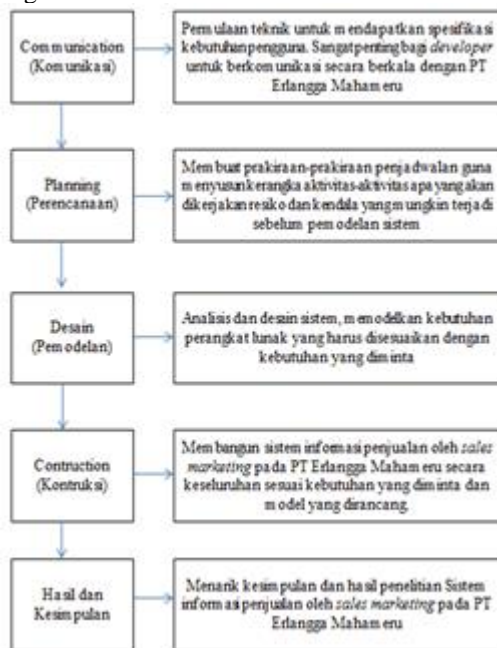 Communication
(Komunikasi)
Permulaan teknik untuk mendapatkan spesifikasi
kebutuhan pengguna. Sangat penting bagi developer
untuk berkomunikasi secara berkala dengan PT
Erlangga Mahameru
Planning
(Perencanaan)
Membuat prakiraan-prakiraan penjadwalan guna
menyusun kerangka aktivitas-aktivitas apa yang akan
dikerjakan resiko dan kendala yang mungkin terjadi
sebelum pemodelan sistem
Desain
(Pemodelan)
Analisis dan desain sistem, memodelkan kebutuhan
perangkat lunak yang harus disesuaikan dengan
kebutuhan yang diminta
Contruction
(Kontruksi)
Membangun sistem informasi penjualan oleh sales
marketing pada PT Erlangga Mahameru secara
keseluruhan sesuai kebutuhan yang diminta dan
model yang dirancang.
Hasil dan
Kesimpulan
Menarik kesimpulan dan hasil penelitian Sistem
informasi penjualan oleh sales marketing pada PT
Erlangga Mahameru